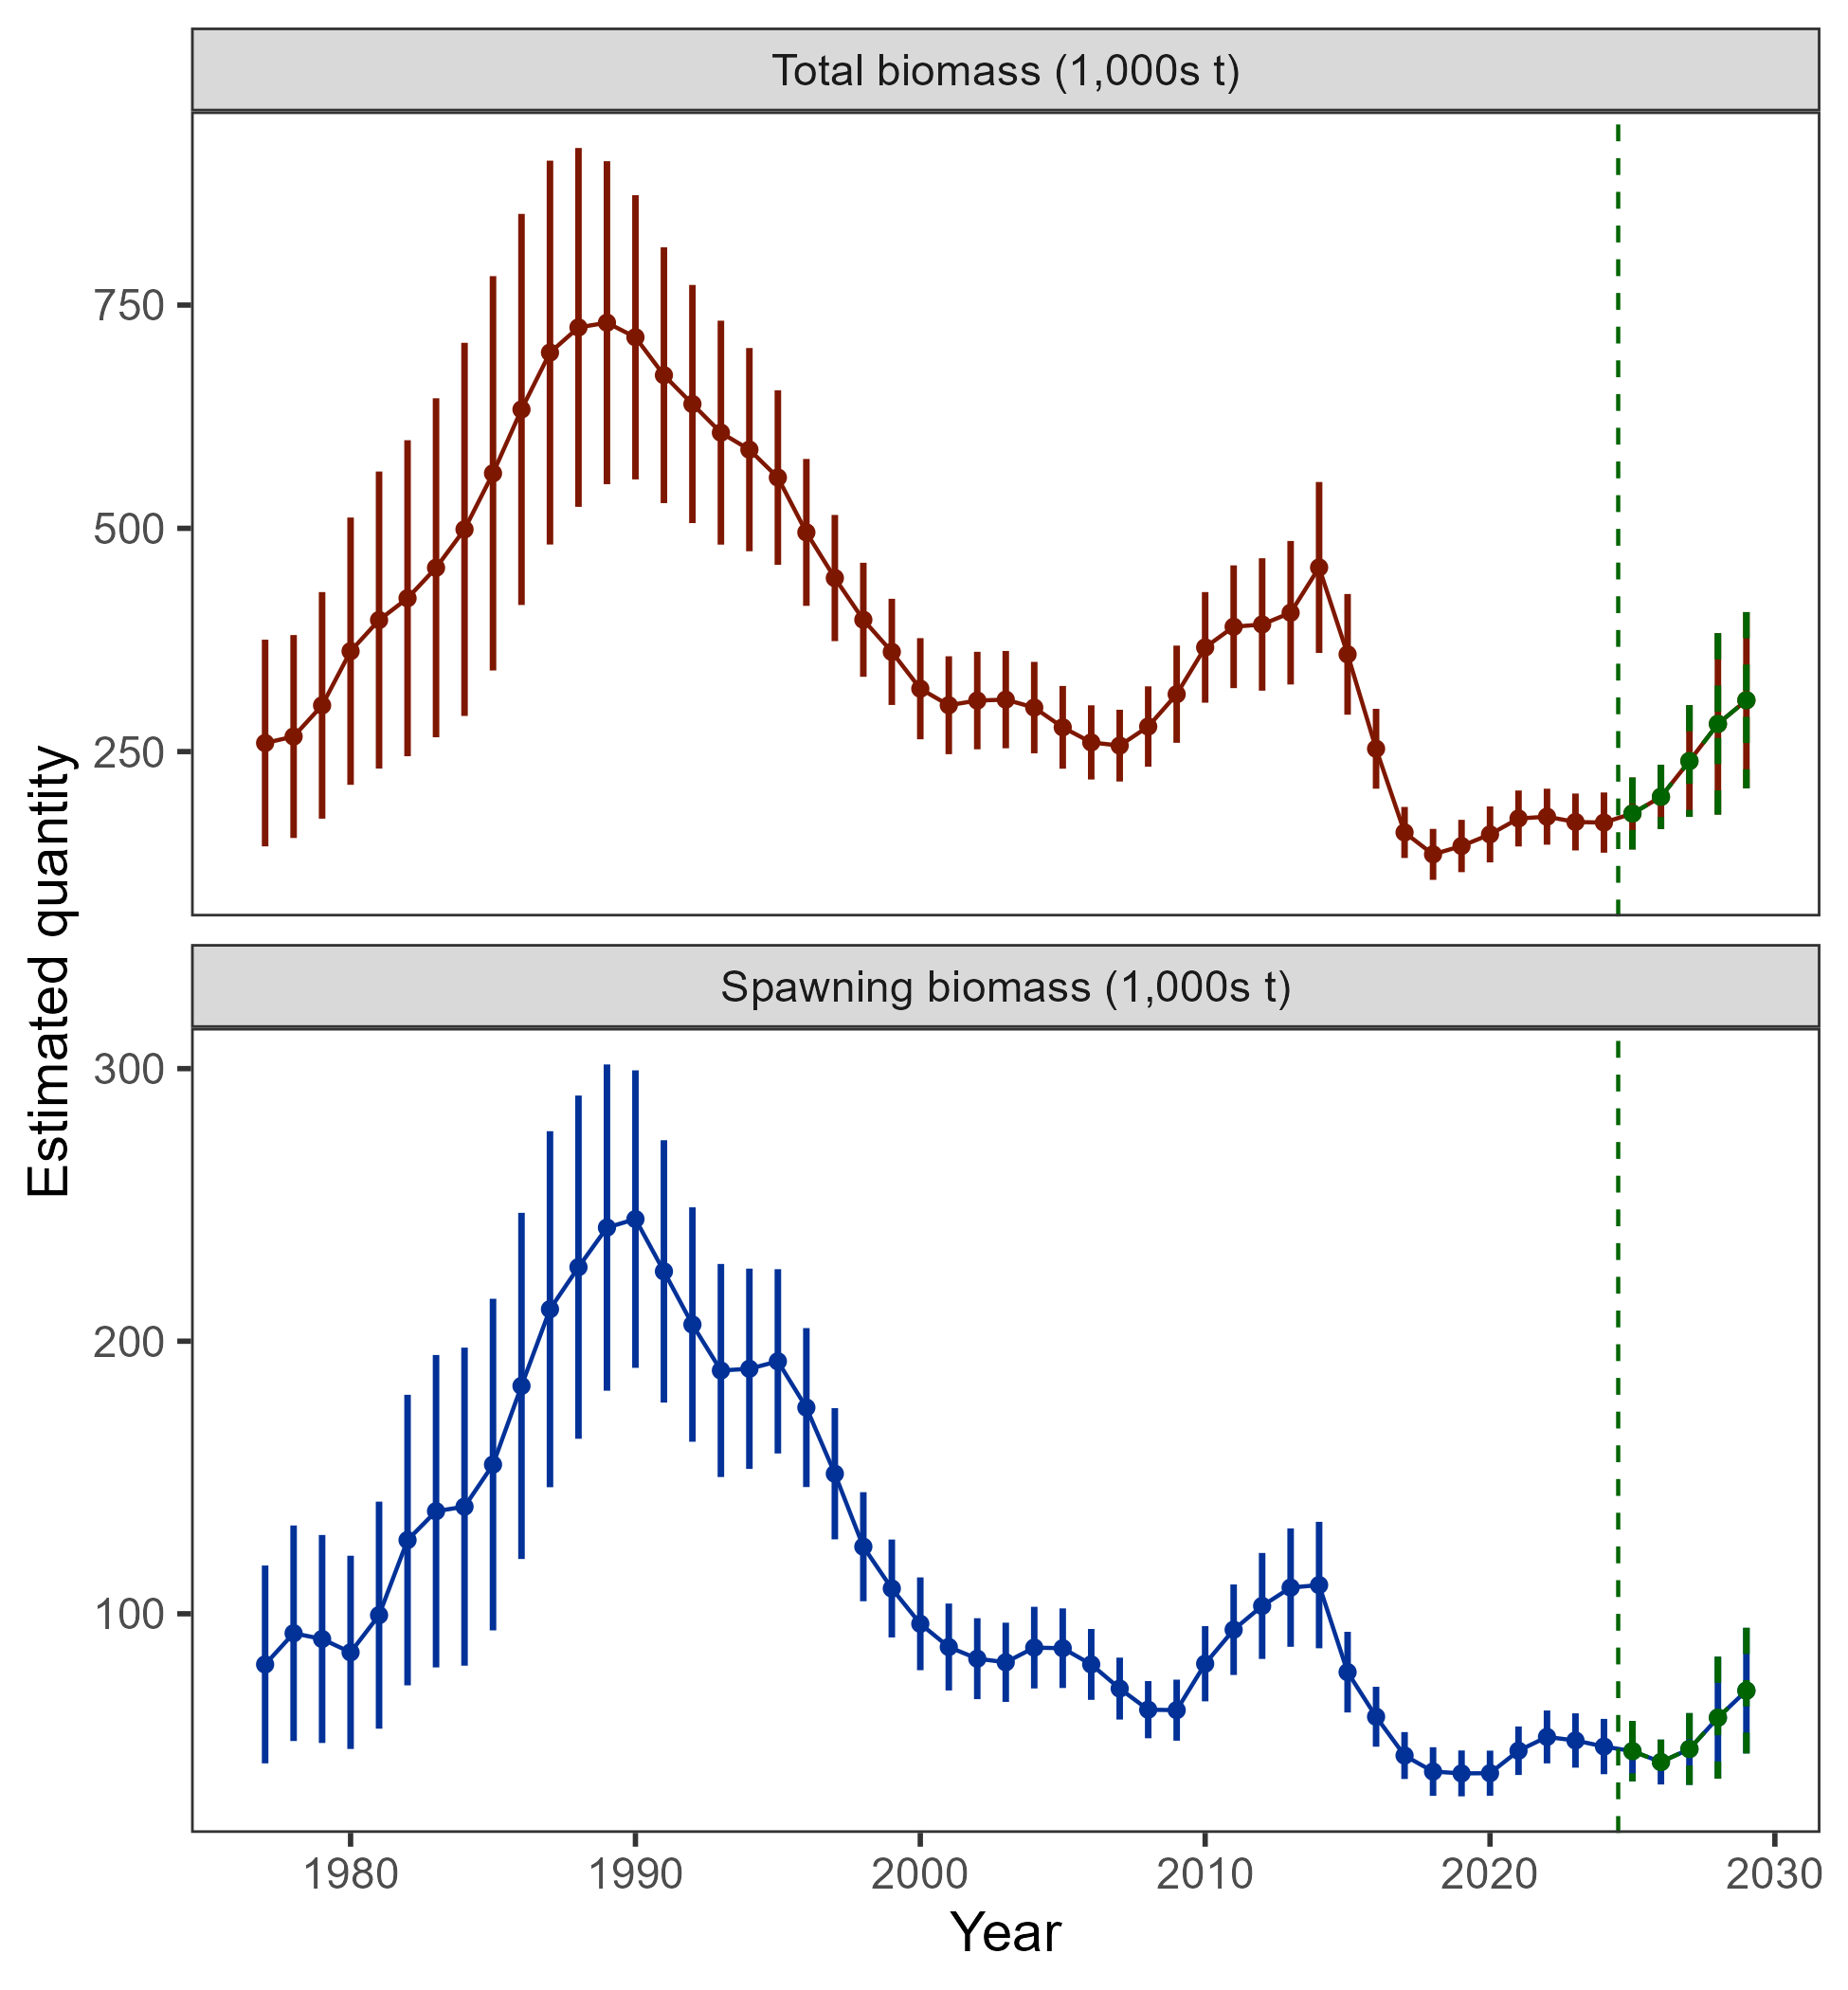 Total biomass (1,000s t)
750
500
250
Estimated quantity
Spawning biomass (1,000s t)
300
200
100
1980 1990 2000 2010 2020 2030
Year